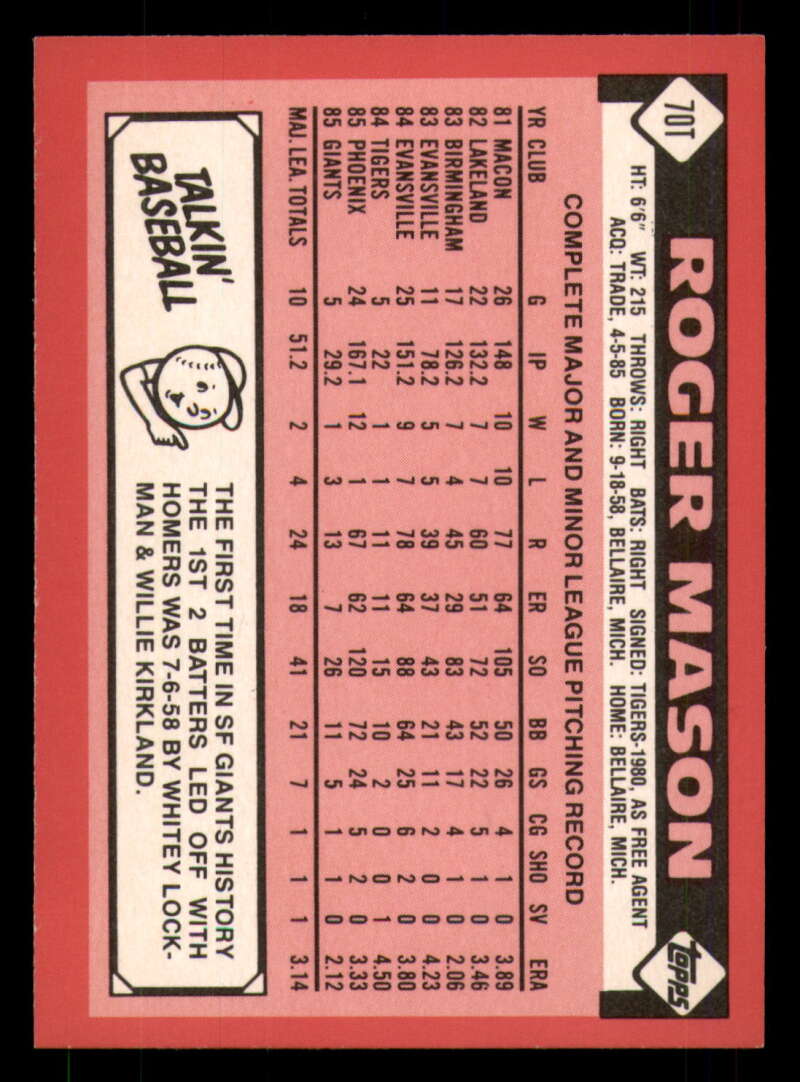 70T
ROGER MASON
topps
HT: 6'6" WT: 215 THROWS: RIGHT BATS: RIGHT SIGNED: TIGERS-1980, AS FREE AGENT
ACQ: TRADE, 4-5-85 BORN: 9-18-58, BELLAIRE, MICH. HOME: BELLAIRE, MICH.
COMPLETE MAJOR AND MINOR LEAGUE PITCHING RECORD
YR CLUB G IP W L R ER SO BB GS CG SHO SV ERA
81 MACON 26 148 10 10 77 64 105 50 26 4 1 0 3.89
82 LAKELAND 22 132.2 7 7 60 51 72 52 22 5 1 0 3.46
83 BIRMINGHAM 17 126.2 7 4 45 29 83 43 17 4 1 0 2.06
83 EVANSVILLE 11 78.2 5 5 39 37 43 21 11 2 0 0 4.23
84 EVANSVILLE 25 151.2 9 7 78 64 88 64 25 6 2 0 3.80
84 TIGERS 5 22 1 1 11 11 15 10 2 0 0 1 4.50
85 PHOENIX 24 167.1 12 1 67 62 120 72 24 5 2 0 3.33
85 GIANTS 5 29.2 1 3 13 7 26 11 5 1 1 0 2.12
MAJ. LEA. TOTALS 10 51.2 2 4 24 18 41 21 7 1 1 1 3.14
TALKIN'
BASEBALL
THE FIRST TIME IN SF GIANTS HISTORY
THE 1ST 2 BATTERS LED OFF WITH
HOMERS WAS 7-6-58 BY WHITEY LOCK-
MAN & WILLIE KIRKLAND.